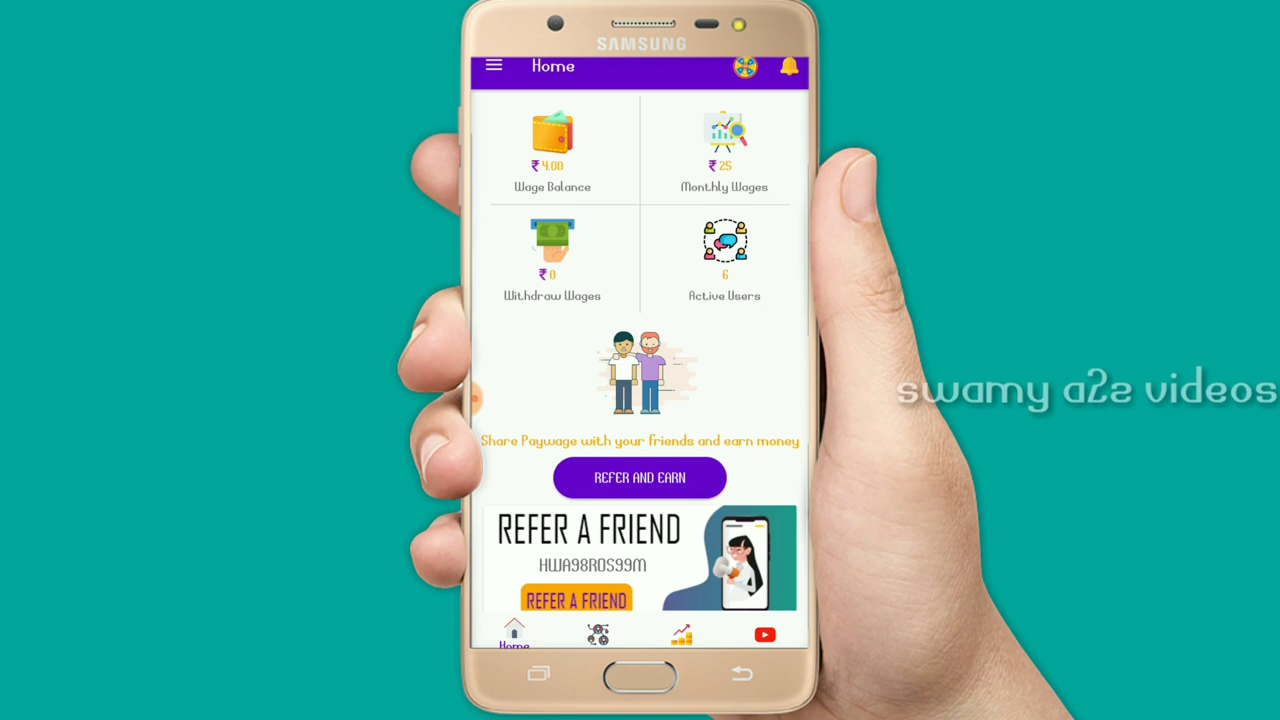 SAMSUNG
Home
₹ 4.00
Wage Balance
₹ 25
Monthly Wages
₹ 0
Withdraw Wages
6
Active Users
Share Paywage with your friends and earn money
REFER AND EARN
REFER A FRIEND
HWA98RDS99M
REFER A FRIEND
Home
swamy a2z videos